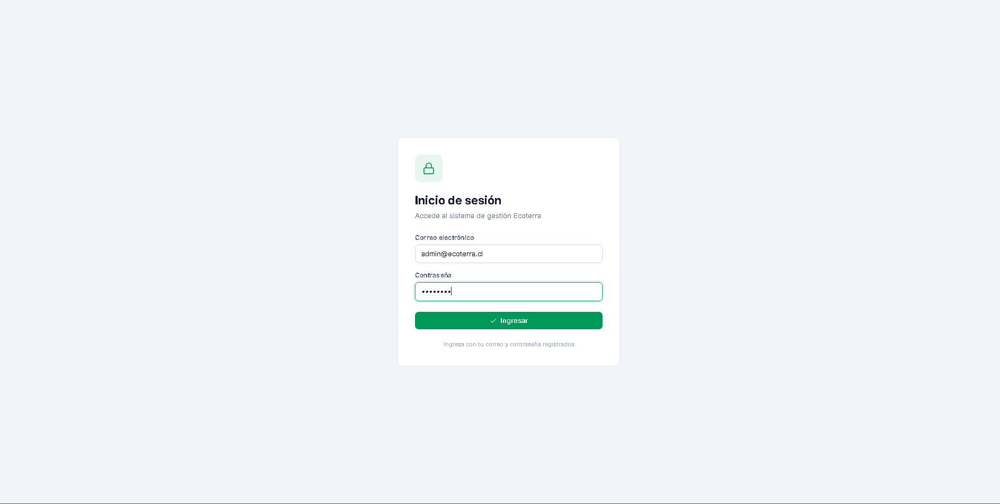 Inicio de sesión
Accede al sistema de gestión Ecoterra
Correo electrónico
admin@ecoterra.cl
Contraseña
••••••••
Ingresar
Ingresa con tu correo y contraseña registrados